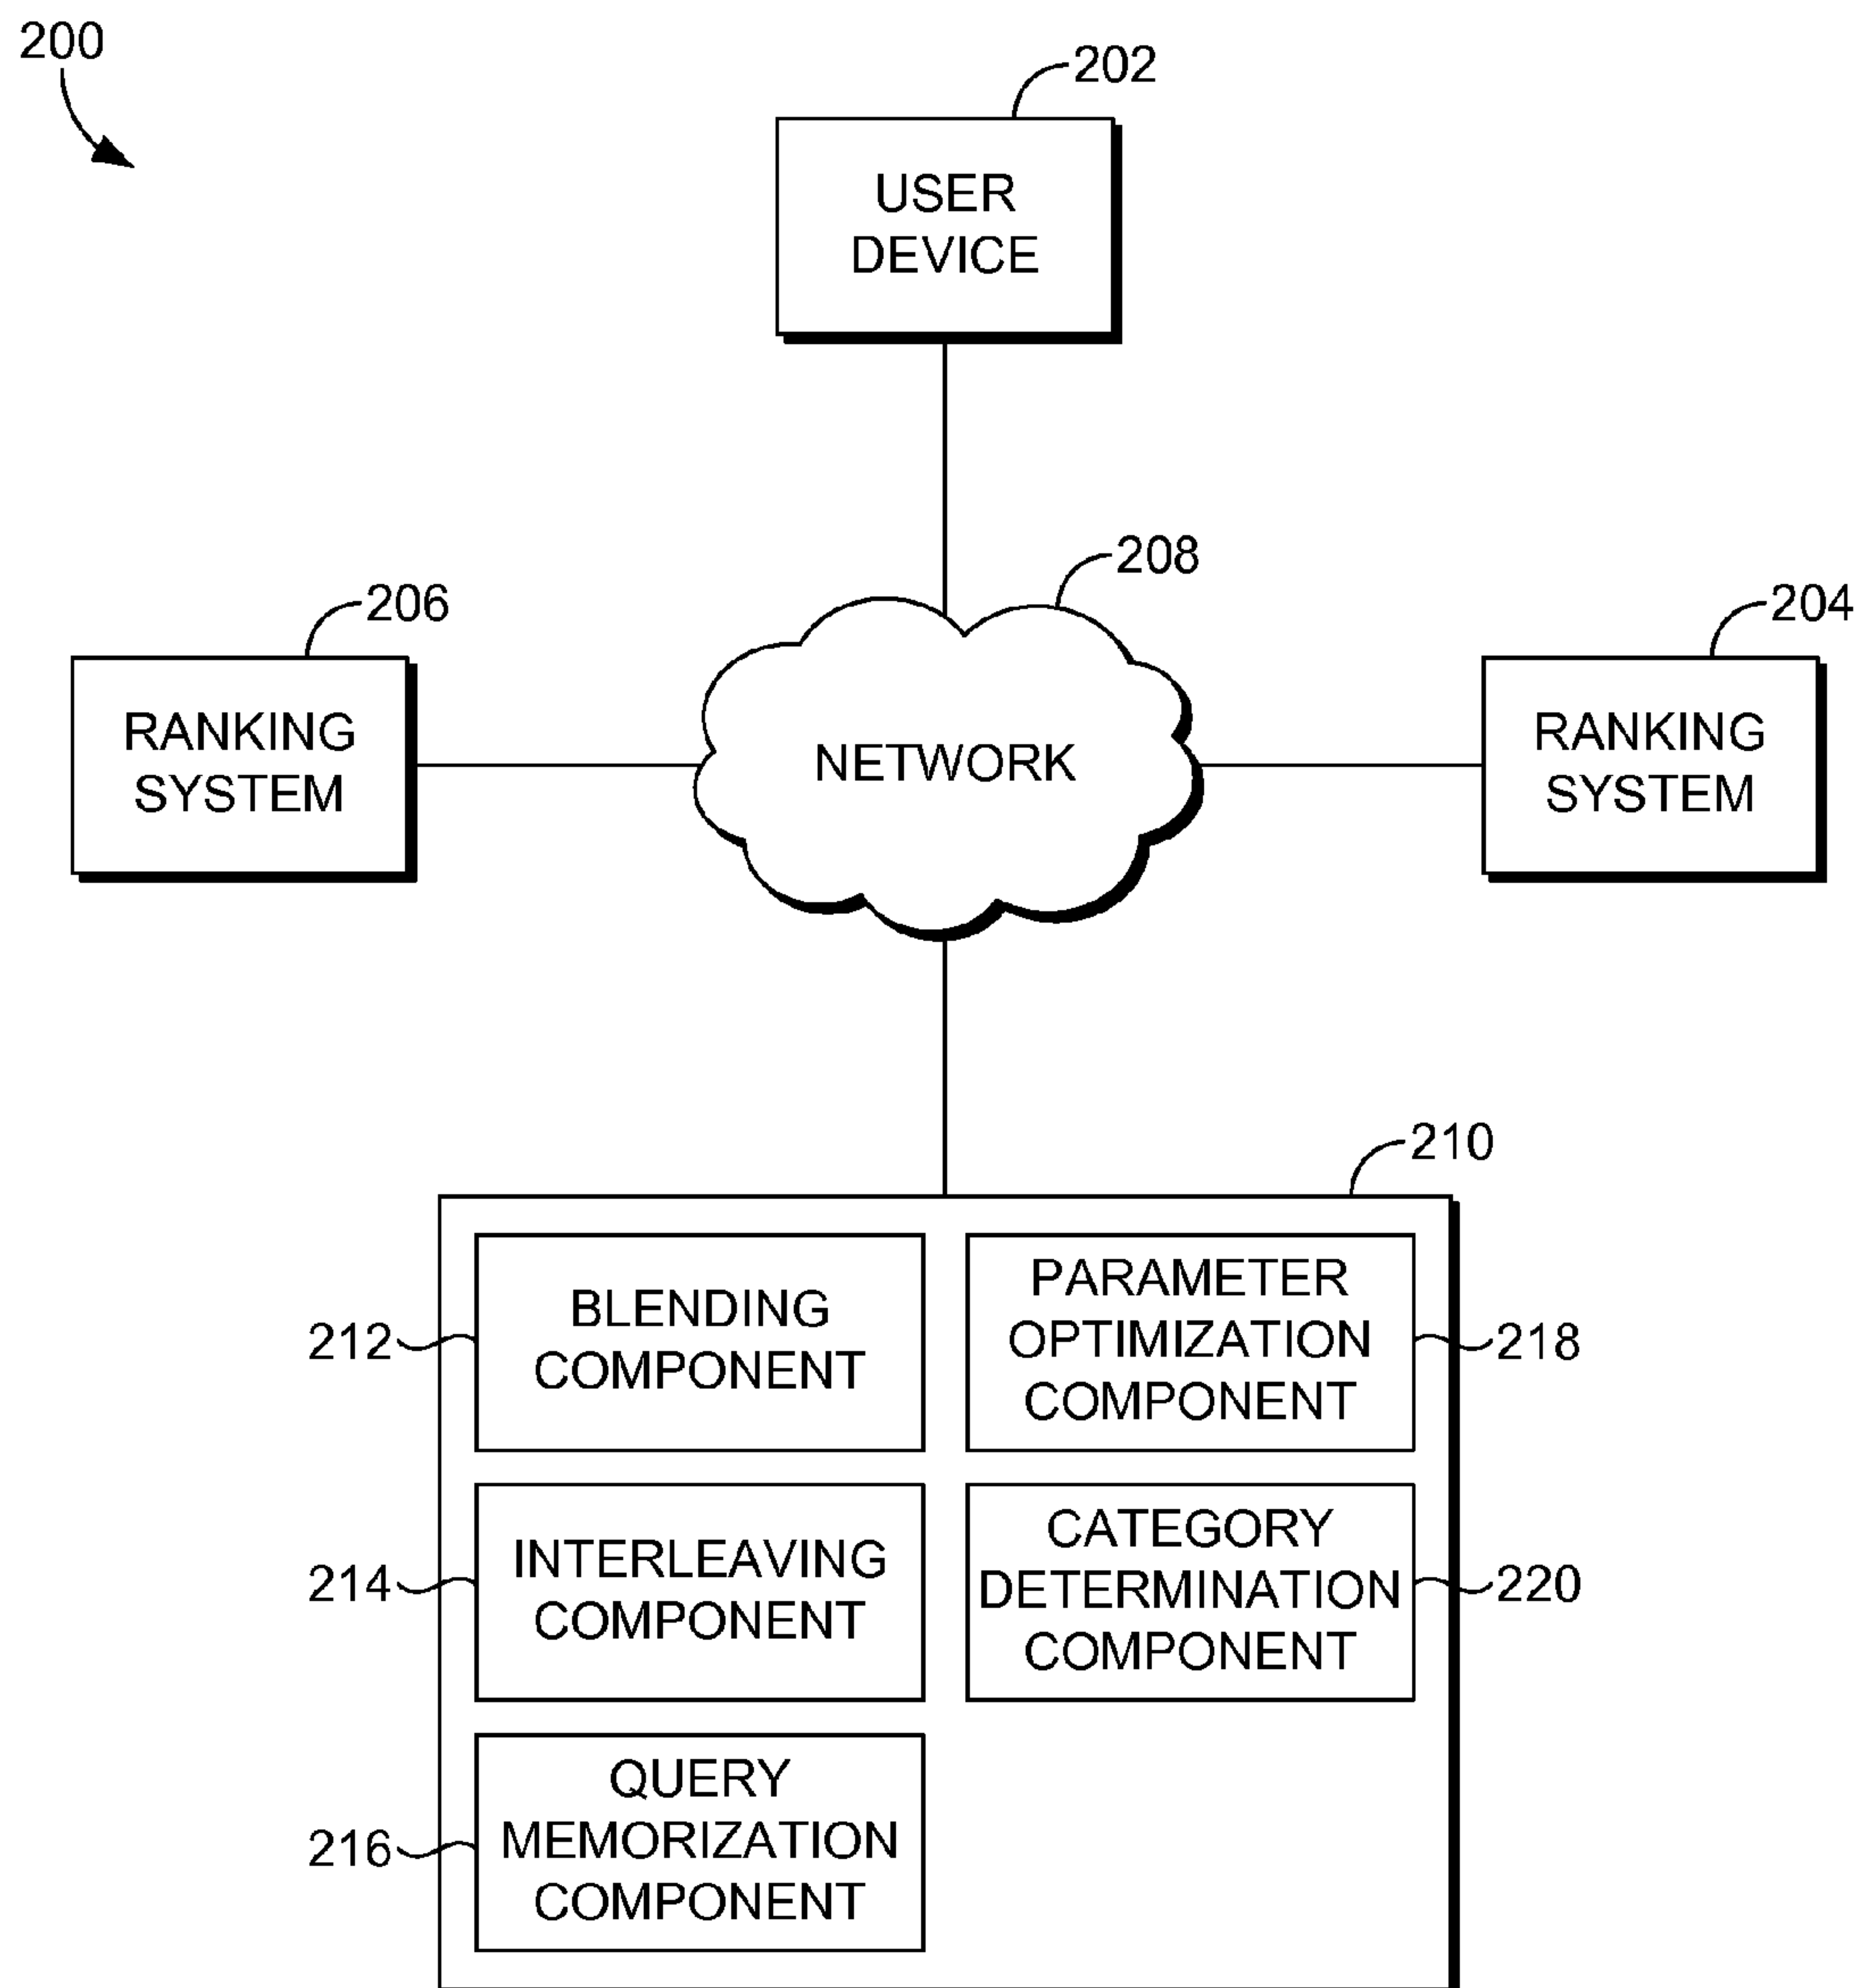 200
202
USER
DEVICE
208
206
204
RANKING
SYSTEM
NETWORK
RANKING
SYSTEM
210
212
BLENDING
COMPONENT
PARAMETER
OPTIMIZATION
COMPONENT
218
214
INTERLEAVING
COMPONENT
CATEGORY
DETERMINATION
COMPONENT
220
216
QUERY
MEMORIZATION
COMPONENT